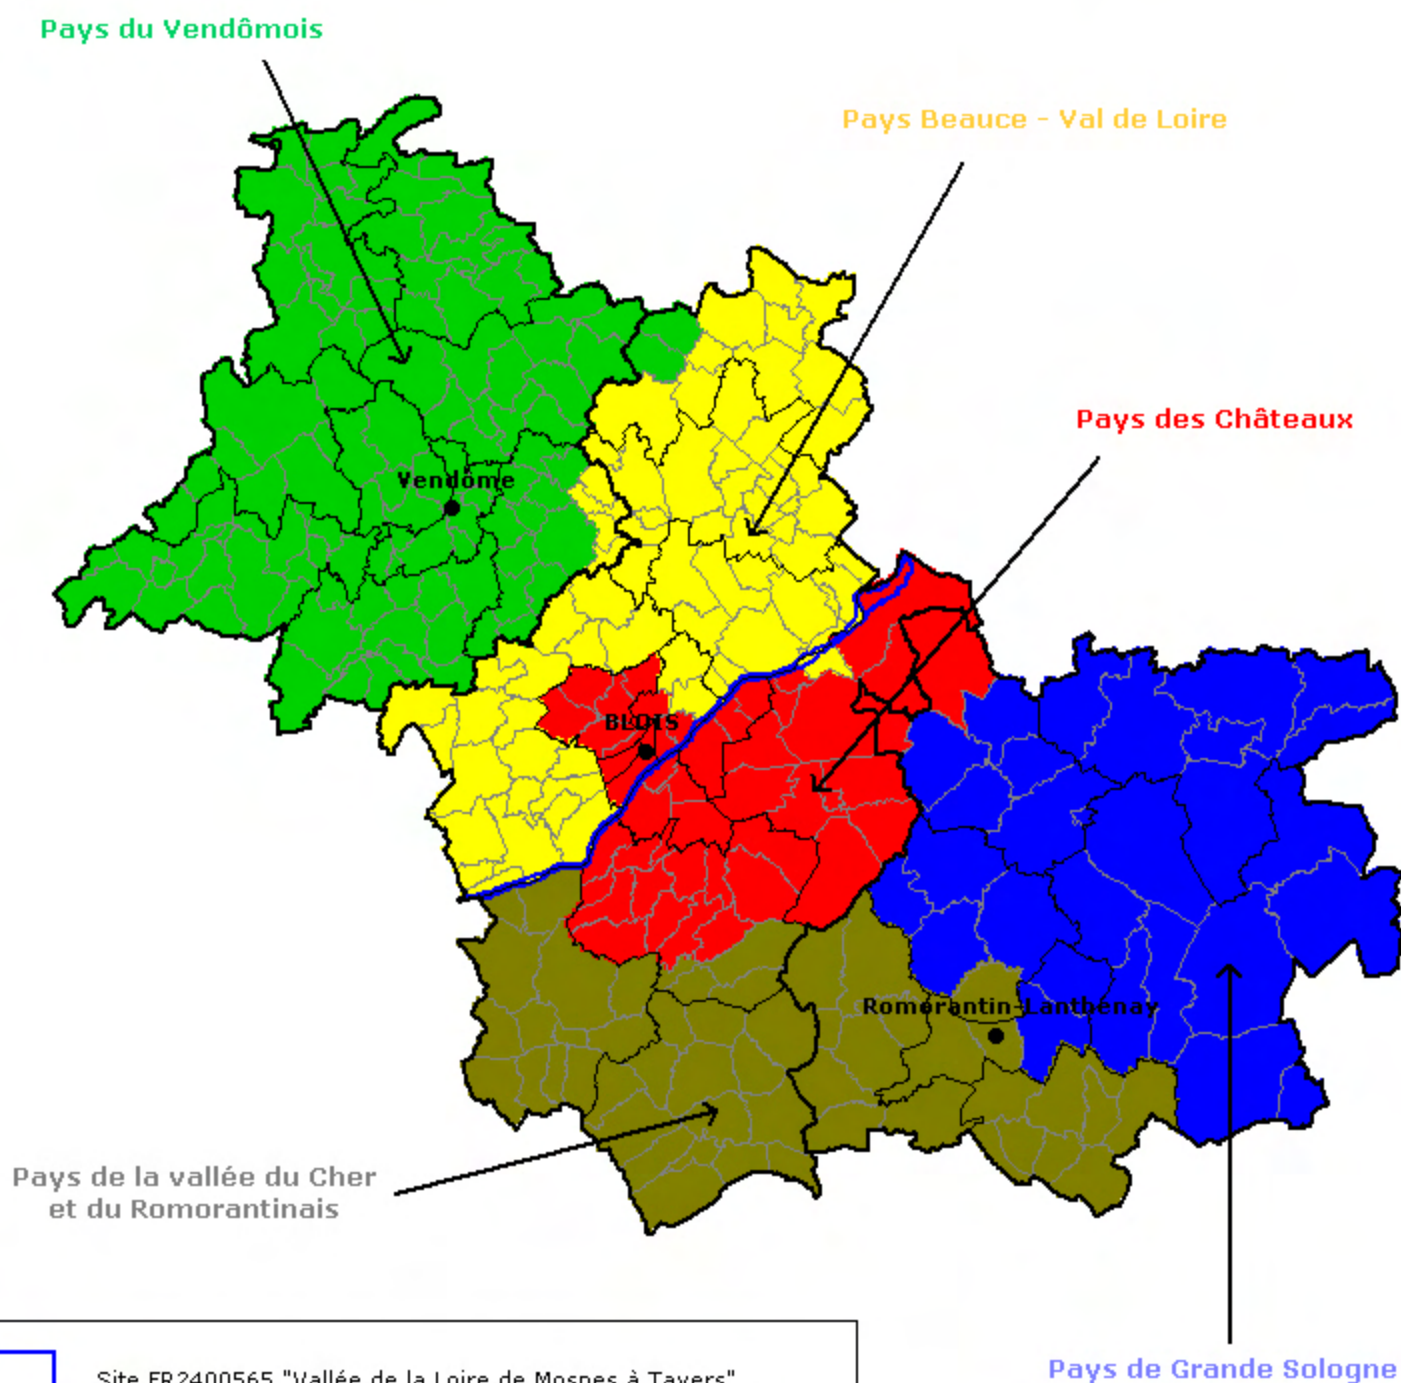 Pays du Vendômois
Pays Beauce - Val de Loire
Pays des Châteaux
Vendôme
BLOIS
Romorantin-Lanthenay
Pays de la vallée du Cher
et du Romorantinais
Site FR2400565 "Vallée de la Loire de Mosnes à Tavers"
Pays de Grande Sologne